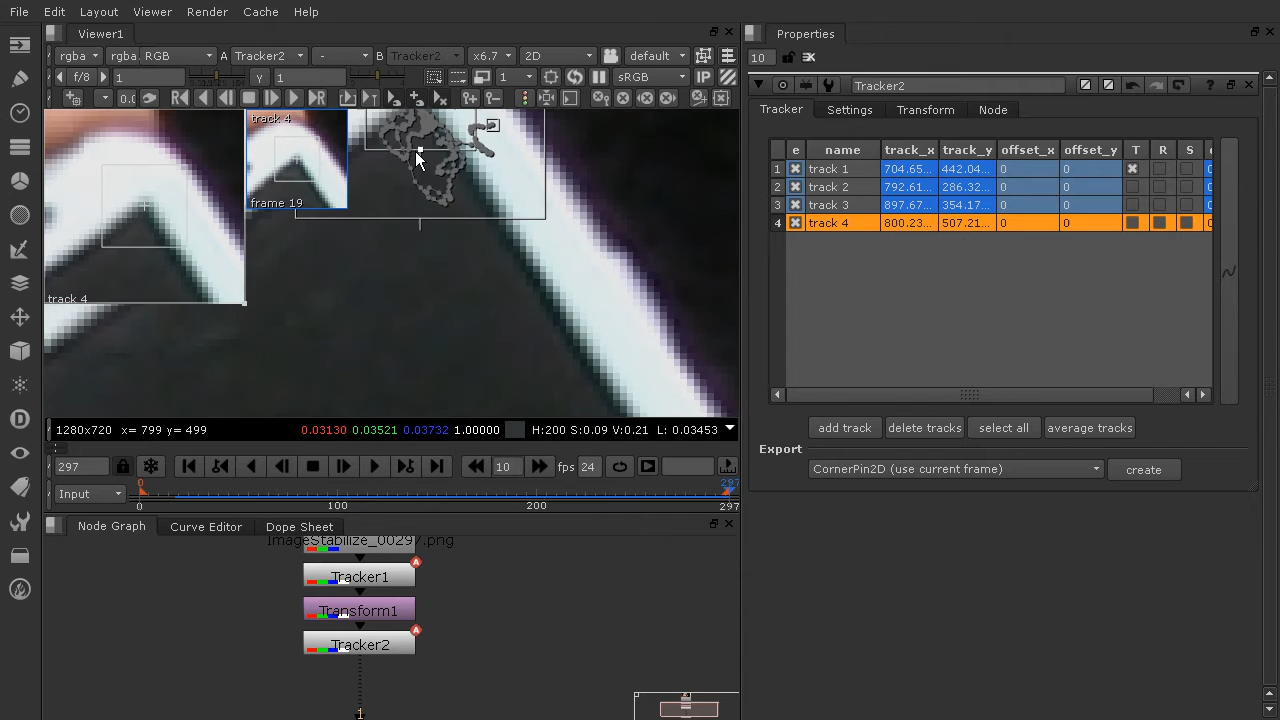 File Edit Viewer Render Cache Help
Viewer1
Properties
rgba rgba RGB A Tracker2 - B Tracker2 x6.7 2D default
10
f/8 1 γ 1 1 sRGB IP
Tracker2 ?
0.0
Tracker Settings Transform Node
track 4
frame 19
track 4
e name track_x track_y offset_x offset_y T R S
1 track 1 704.65... 442.04... 0 0
2 track 2 792.61... 286.32... 0 0
3 track 3 897.67... 354.17... 0 0
4 track 4 800.23... 507.21... 0 0
add track delete tracks select all average tracks
Export
CornerPin2D (use current frame) create
1280x720 x= 799 y= 499 0.03130 0.03521 0.03732 1.00000 H:200 S:0.09 V:0.21 L: 0.03453
297 10 fps 24
Input 0 0 100 200 297 297
Node Graph Curve Editor Dope Sheet
ImageStabilize_00297.png
Tracker1
A
Transform1
Tracker2
A
1